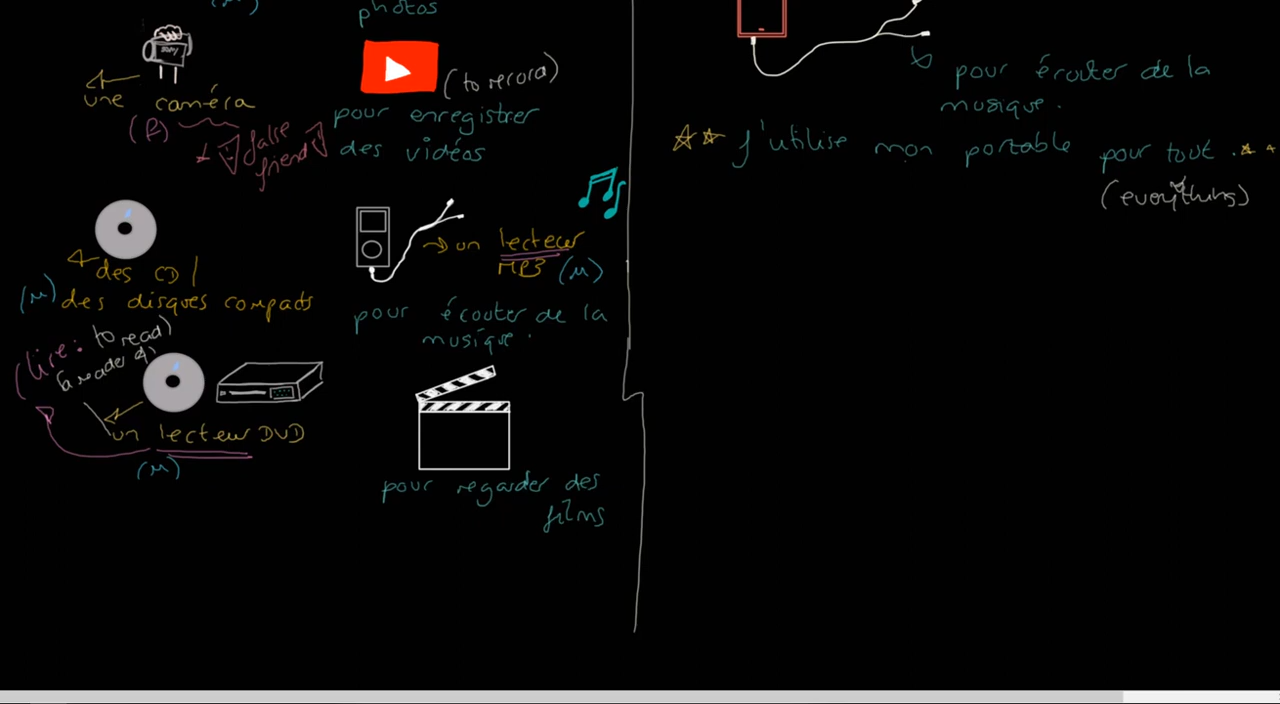 photos
SONY
(to record)
une caméra
(F)
false
friend
pour enregistrer
des vidéos
des CD/
(M) des disques compacts
→ un lecteur
MP3 (M)
pour écouter de la
musique.
(lire: to read)
a reader of
un lecteur DVD
(M)
pour regarder des
films
pour écouter de la
musique.
j'utilise mon portable pour tout.
(everything)